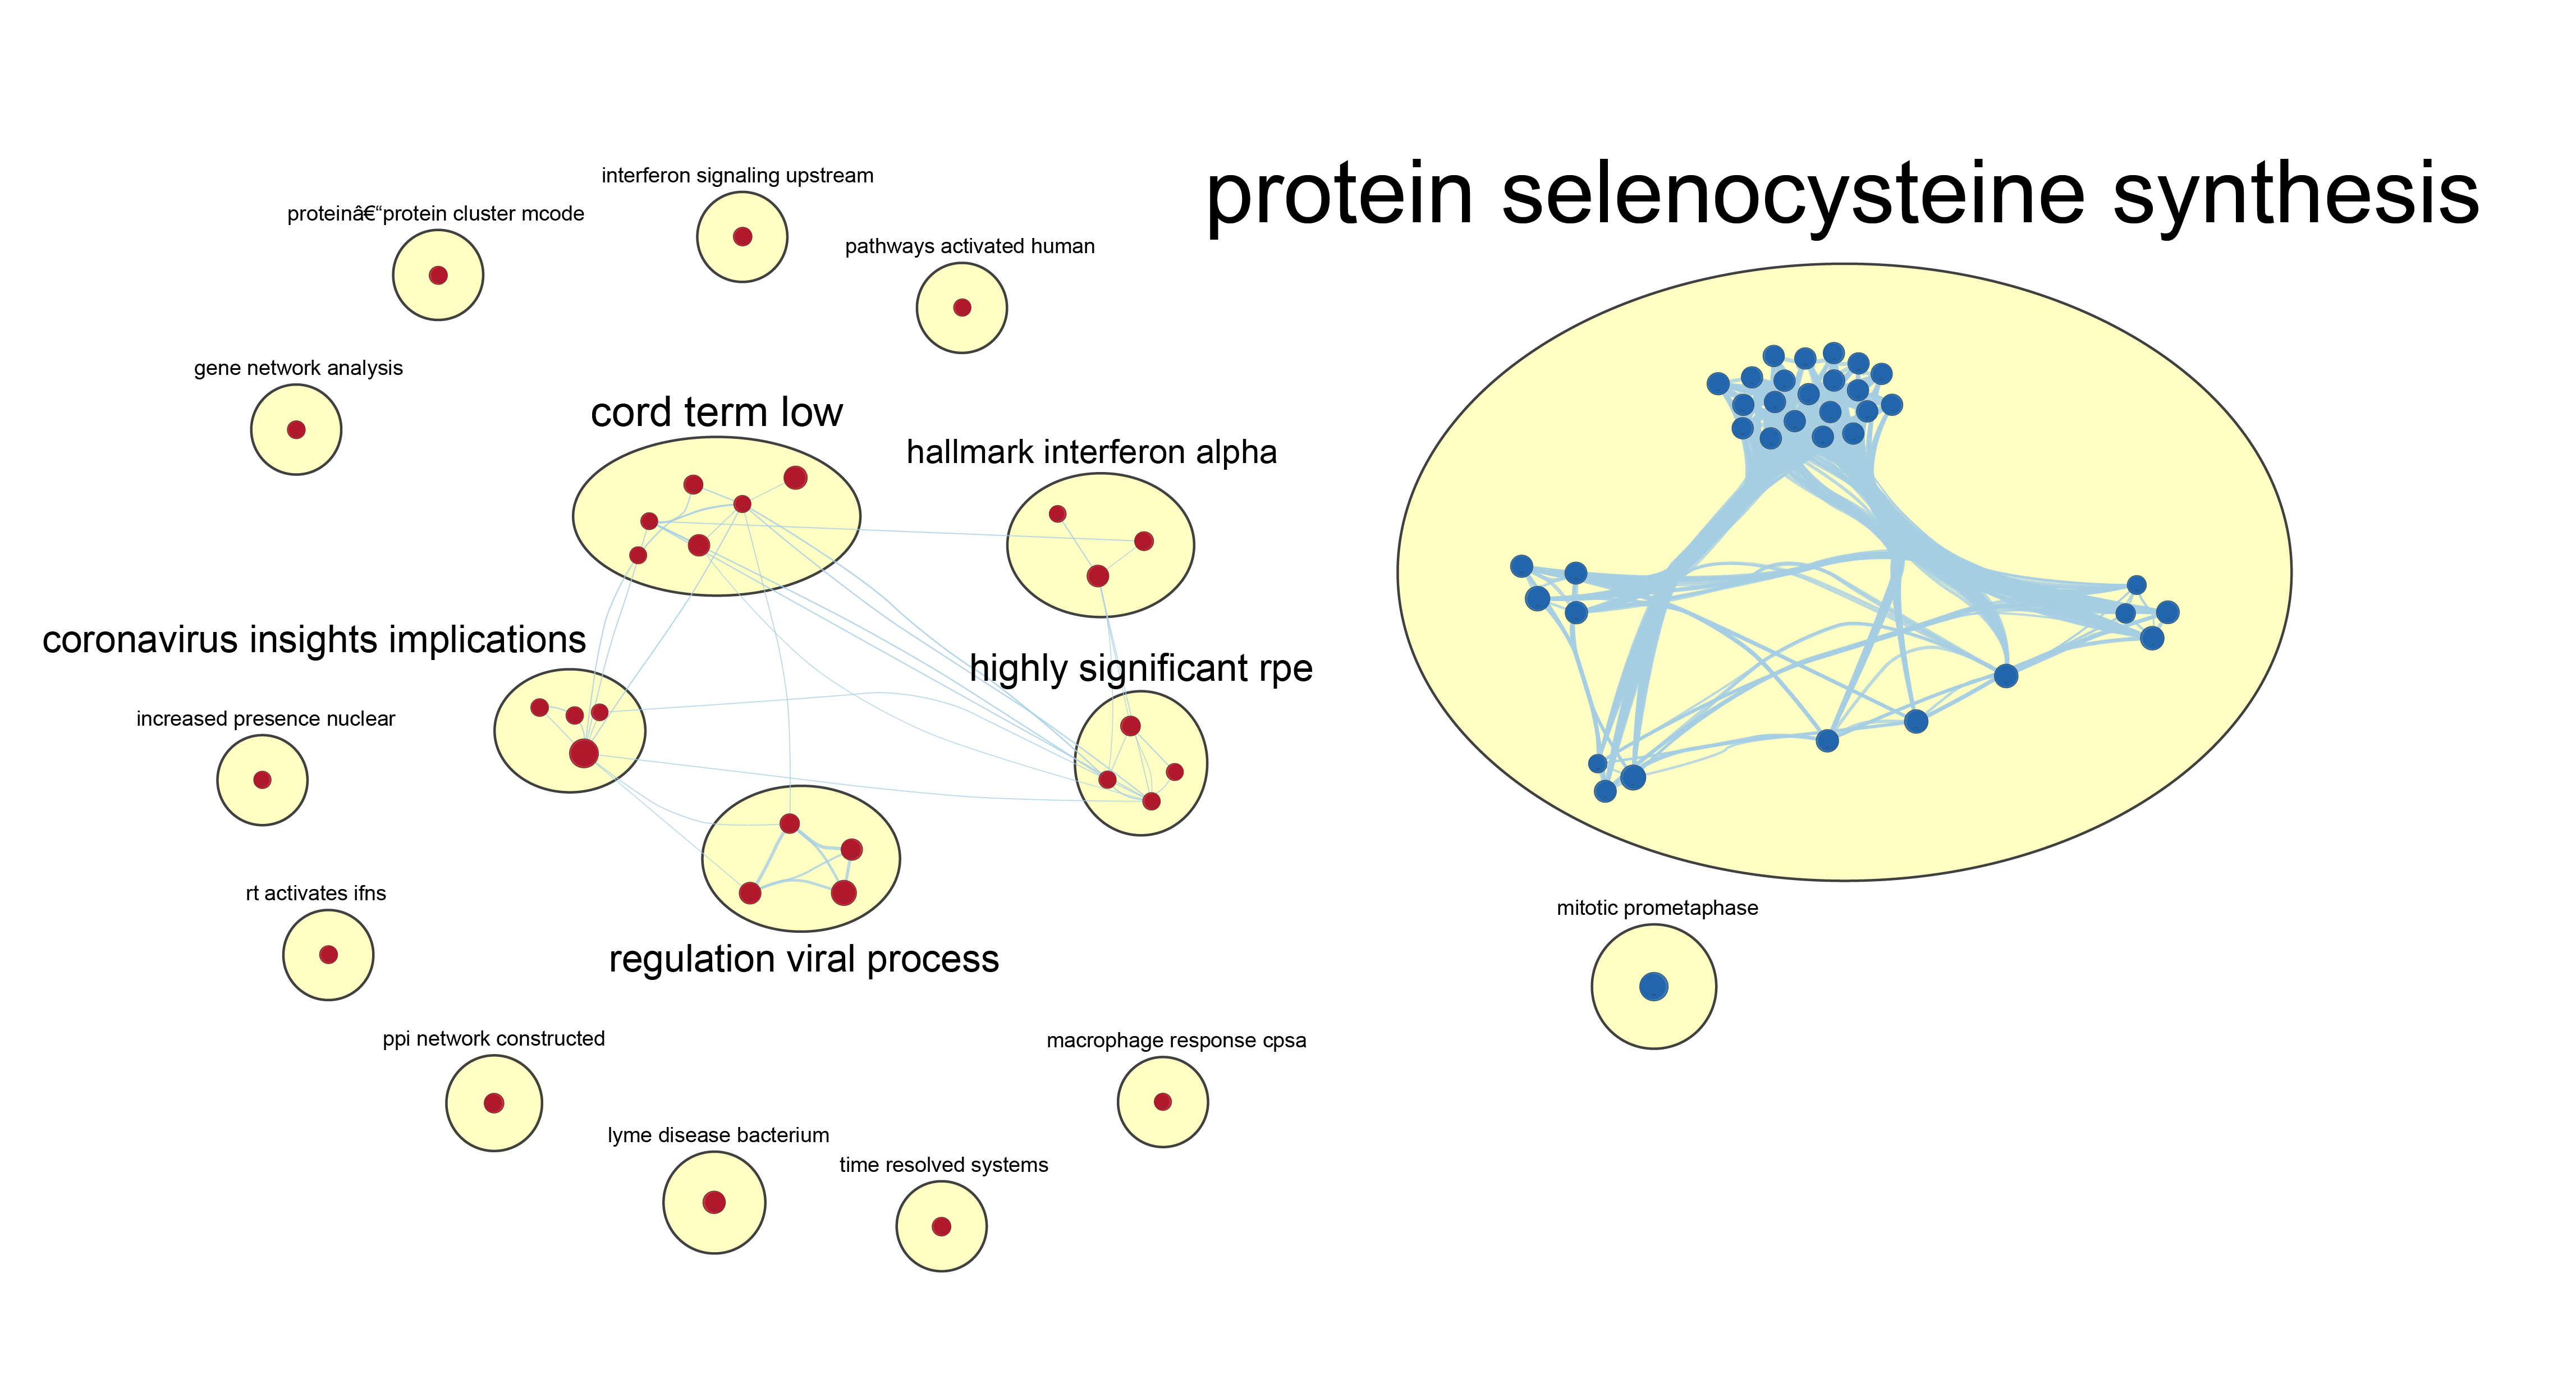 interferon signaling upstream
protein selenocysteine synthesis
proteinâ€“protein cluster mcode
pathways activated human
gene network analysis
cord term low
hallmark interferon alpha
coronavirus insights implications
highly significant rpe
increased presence nuclear
rt activates ifns
mitotic prometaphase
regulation viral process
ppi network constructed
macrophage response cpsa
lyme disease bacterium
time resolved systems